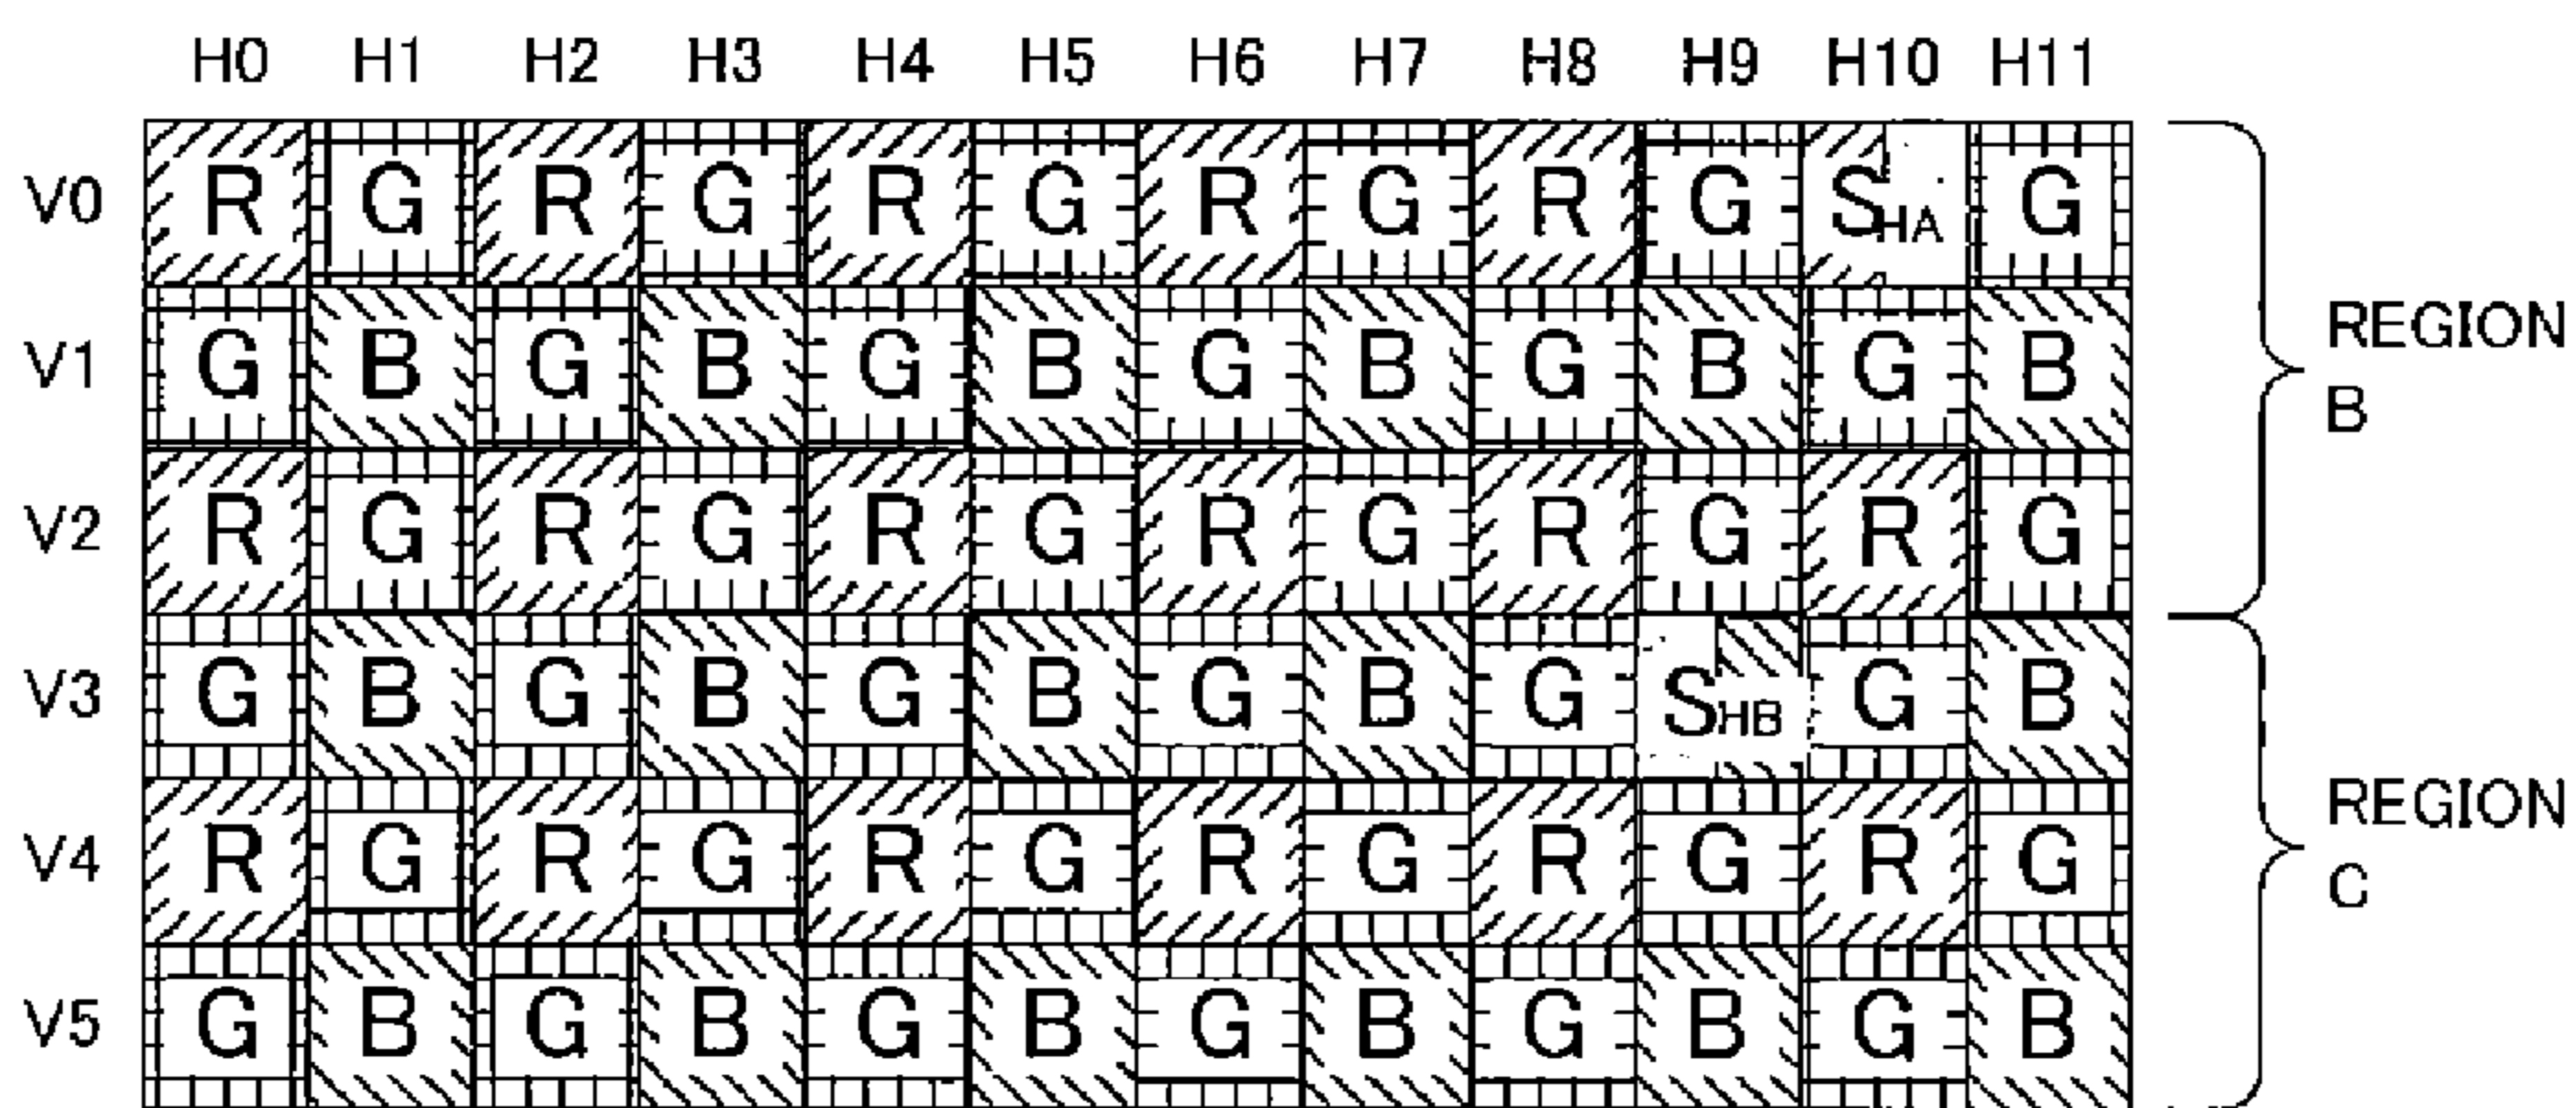 H0 H1 H2 H3 H4 H5 H6 H7 H8 H9 H10 H11
V0 R G R G R G R G R G SHA G
V1 G B G B G B G B G B G B
V2 R G R G R G R G R G R G
V3 G B G B G B G B G SHB G B
V4 R G R G R G R G R G R G
V5 G B G B G B G B G B G B
REGION
B
REGION
C